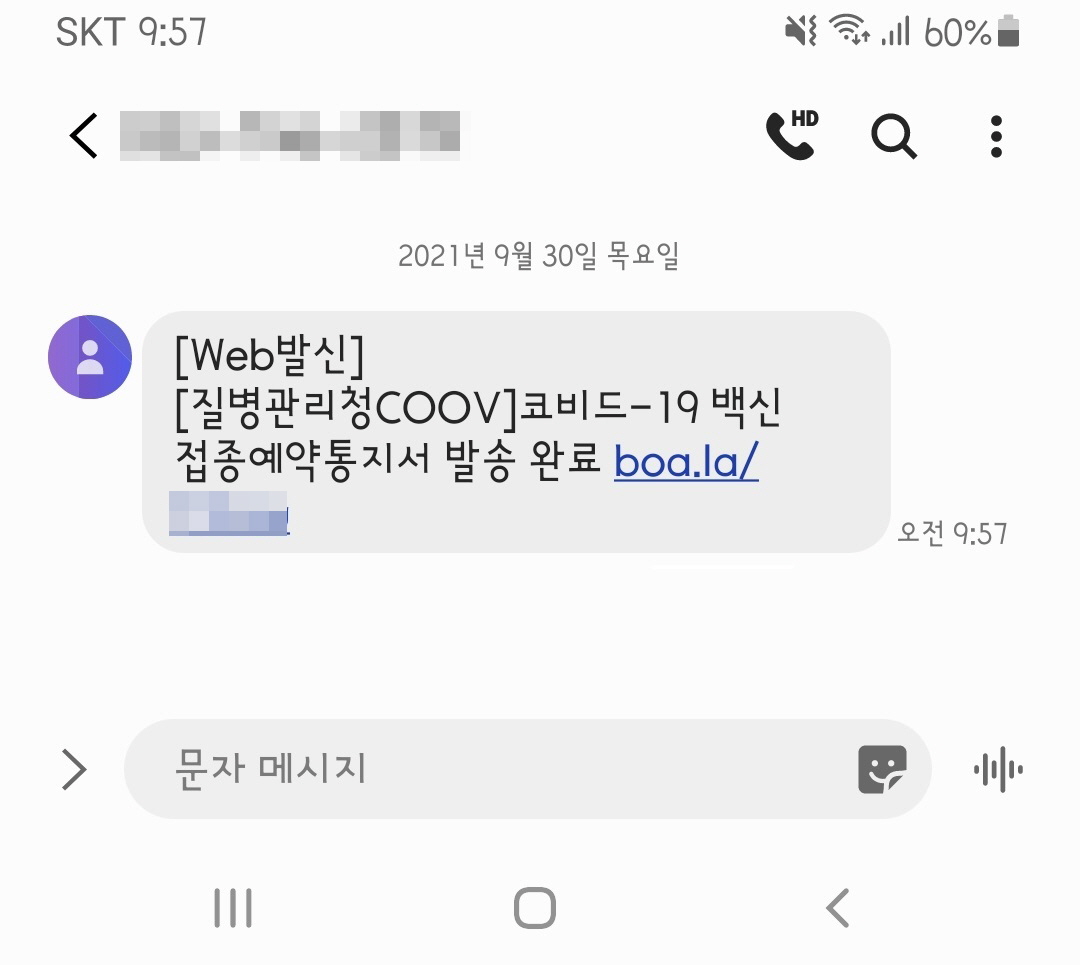 SKT 9:57
60%
HD
2021년 9월 30일 목요일
[Web발신]
[질병관리청COOV]코비드-19 백신
접종예약통지서 발송 완료 boa.la/
오전 9:57
문자 메시지